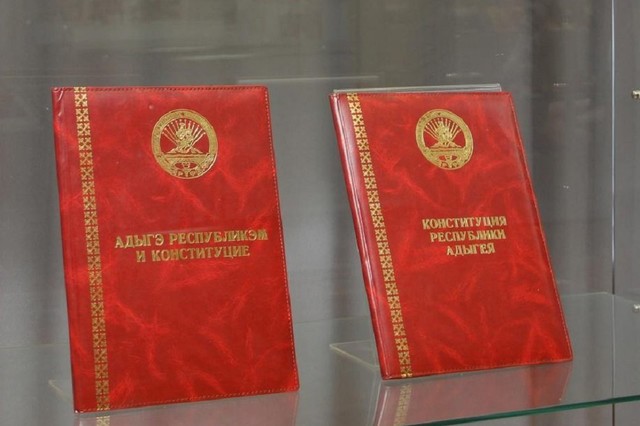 АДЫГЭ РЕСПУБЛИКЭМ
И КОНСТИТУЦИЕ
КОНСТИТУЦИЯ
РЕСПУБЛИКИ
АДЫГЕЯ